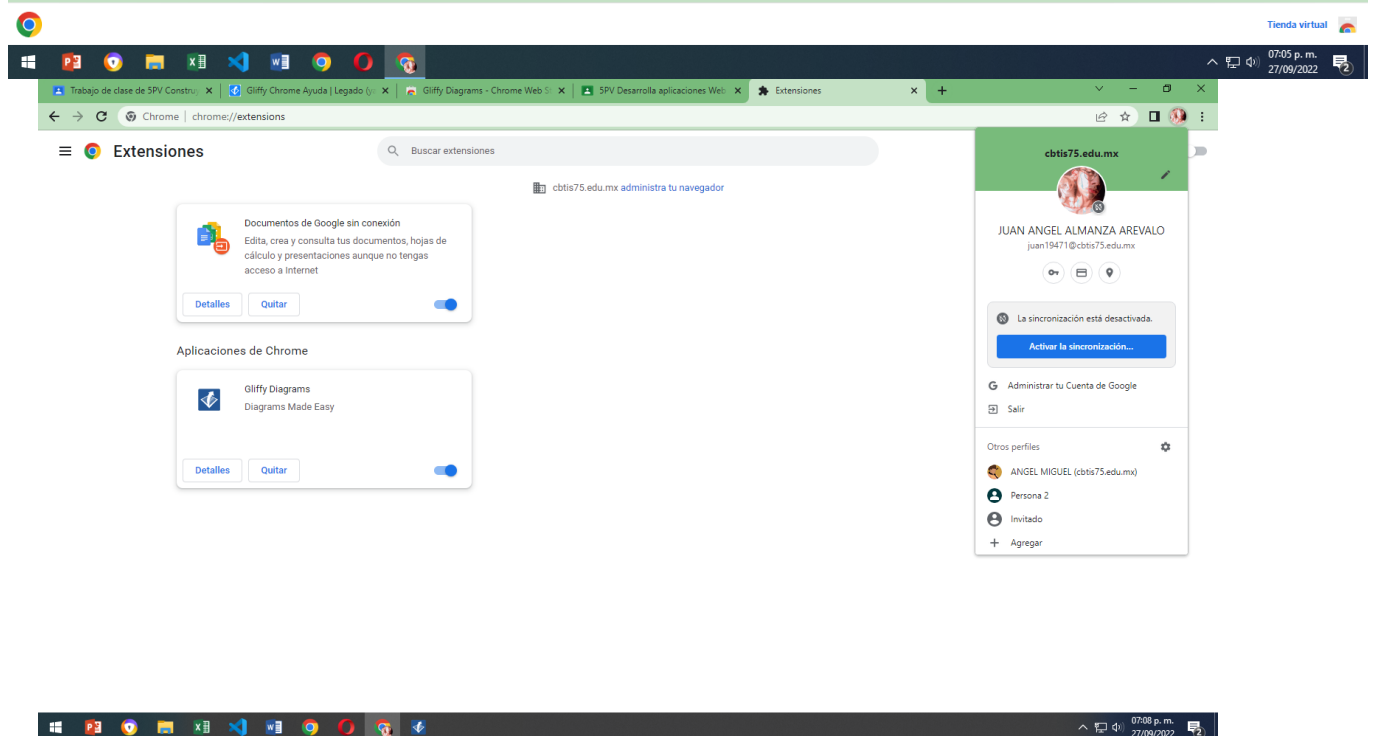 Tienda virtual
07:05 p. m.
27/09/2022
2
Trabajo de clase de 5PV Constru
Gliffy Chrome Ayuda | Legado (y
Gliffy Diagrams - Chrome Web S
5PV Desarrolla aplicaciones Web
Extensiones
Chrome | chrome://extensions
Extensiones
Buscar extensiones
cbtis75.edu.mx
cbtis75.edu.mx administra tu navegador
Documentos de Google sin conexión
Edita, crea y consulta tus documentos, hojas de
cálculo y presentaciones aunque no tengas
acceso a Internet
Detalles
Quitar
JUAN ANGEL ALMANZA AREVALO
juan19471@cbtis75.edu.mx
La sincronización está desactivada.
Activar la sincronización...
Aplicaciones de Chrome
Gliffy Diagrams
Diagrams Made Easy
Detalles
Quitar
Administrar tu Cuenta de Google
Salir
Otros perfiles
ANGEL MIGUEL (cbtis75.edu.mx)
Persona 2
Invitado
Agregar
07:08 p. m.
27/09/2022
2